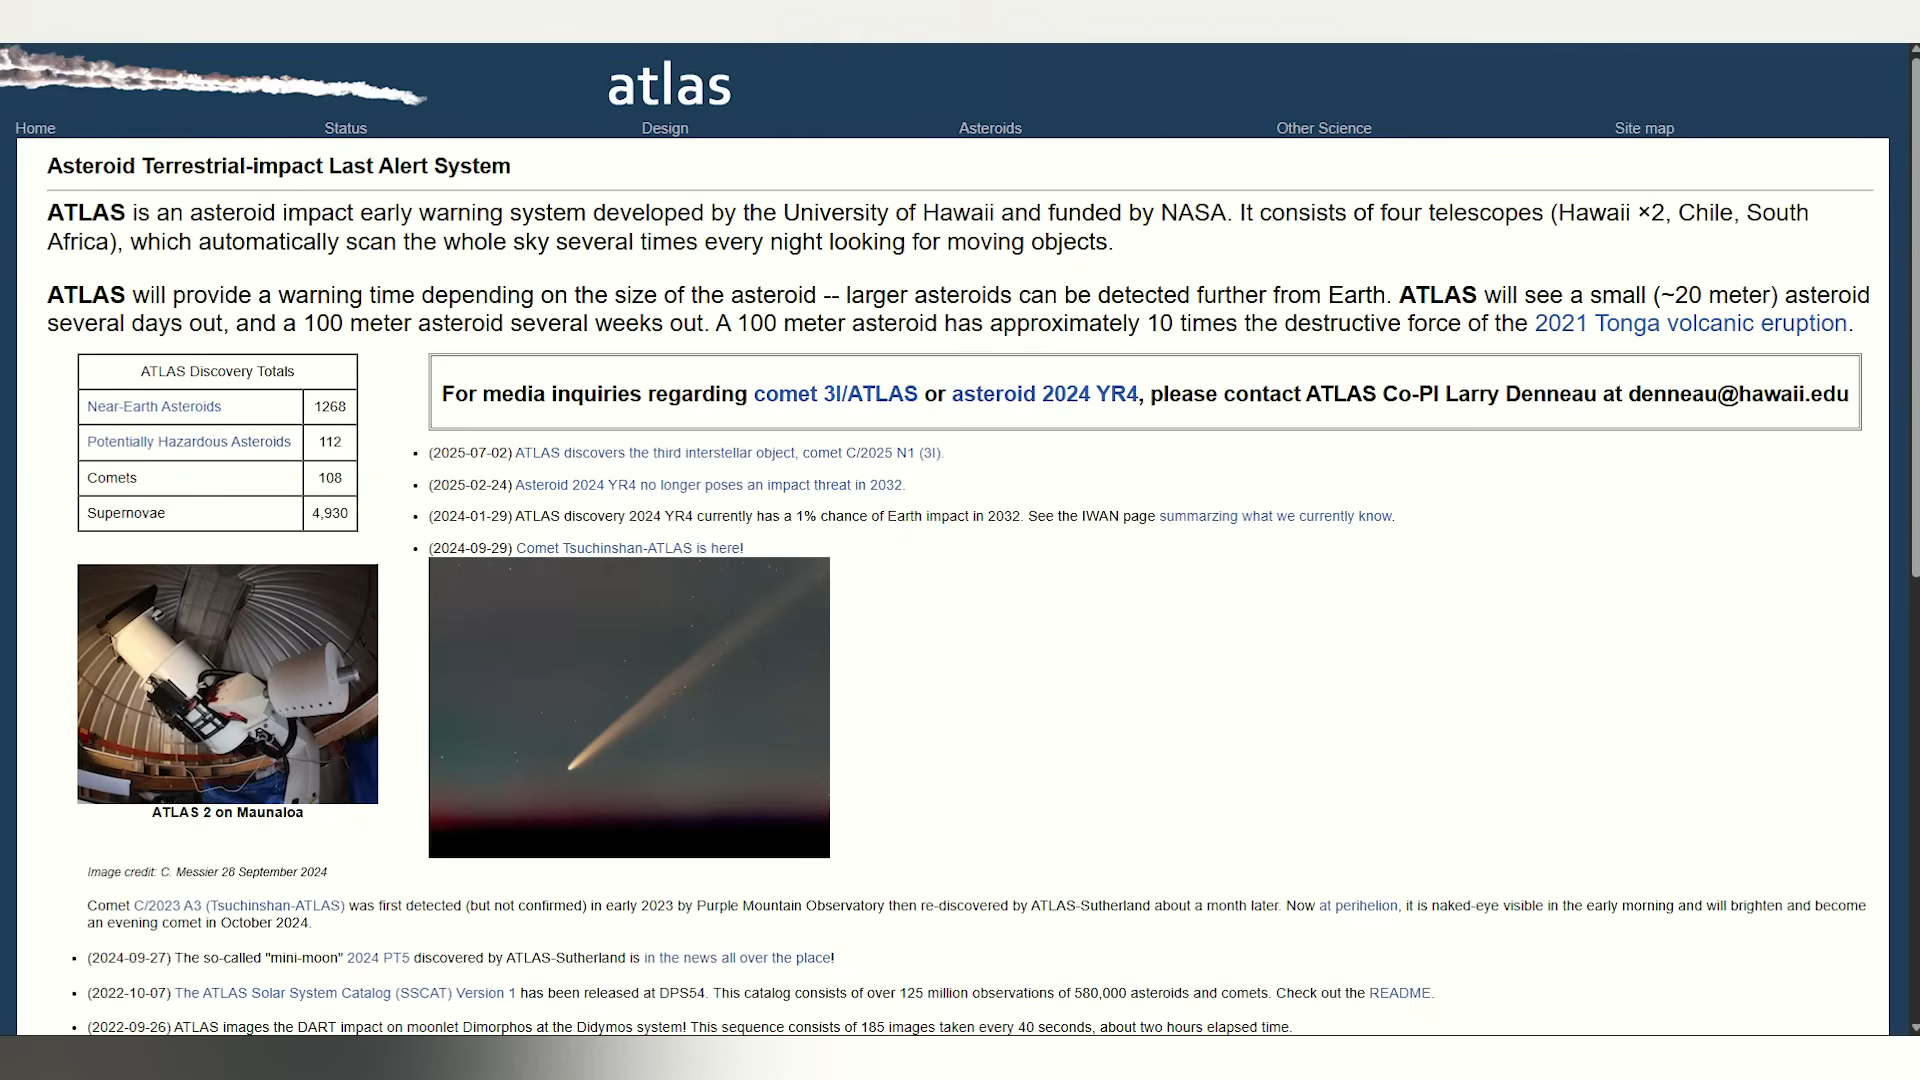 atlas
Home Status Design Asteroids Other Science Site map
Asteroid Terrestrial-impact Last Alert System
ATLAS is an asteroid impact early warning system developed by the University of Hawaii and funded by NASA. It consists of four telescopes (Hawaii ×2, Chile, South
Africa), which automatically scan the whole sky several times every night looking for moving objects.
ATLAS will provide a warning time depending on the size of the asteroid -- larger asteroids can be detected further from Earth. ATLAS will see a small (~20 meter) asteroid
several days out, and a 100 meter asteroid several weeks out. A 100 meter asteroid has approximately 10 times the destructive force of the 2021 Tonga volcanic eruption.
ATLAS Discovery Totals
Near-Earth Asteroids 1268
Potentially Hazardous Asteroids 112
Comets 108
Supernovae 4,930
ATLAS 2 on Maunaloa
For media inquiries regarding comet 3I/ATLAS or asteroid 2024 YR4, please contact ATLAS Co-PI Larry Denneau at denneau@hawaii.edu
• (2025-07-02) ATLAS discovers the third interstellar object, comet C/2025 N1 (3I).
• (2025-02-24) Asteroid 2024 YR4 no longer poses an impact threat in 2032.
• (2024-01-29) ATLAS discovery 2024 YR4 currently has a 1% chance of Earth impact in 2032. See the IWAN page summarzing what we currently know.
• (2024-09-29) Comet Tsuchinshan-ATLAS is here!
Image credit: C. Messier 28 September 2024
Comet C/2023 A3 (Tsuchinshan-ATLAS) was first detected (but not confirmed) in early 2023 by Purple Mountain Observatory then re-discovered by ATLAS-Sutherland about a month later. Now at perihelion, it is naked-eye visible in the early morning and will brighten and become
an evening comet in October 2024.
• (2024-09-27) The so-called "mini-moon" 2024 PT5 discovered by ATLAS-Sutherland is in the news all over the place!
• (2022-10-07) The ATLAS Solar System Catalog (SSCAT) Version 1 has been released at DPS54. This catalog consists of over 125 million observations of 580,000 asteroids and comets. Check out the README.
• (2022-09-26) ATLAS images the DART impact on moonlet Dimorphos at the Didymos system! This sequence consists of 185 images taken every 40 seconds, about two hours elapsed time.